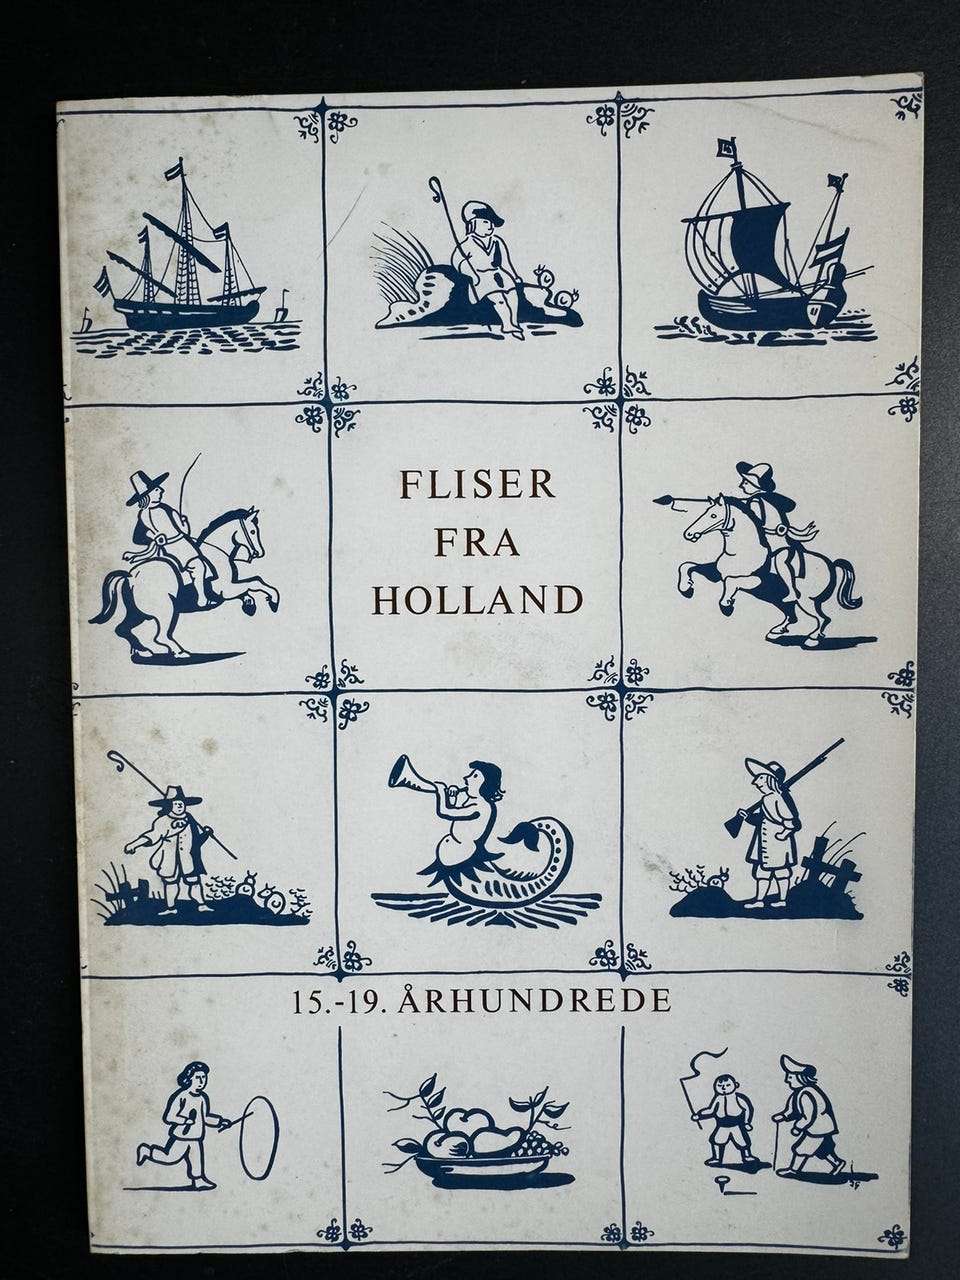 FLISER
FRA
HOLLAND
15.-19. ÅRHUNDREDE